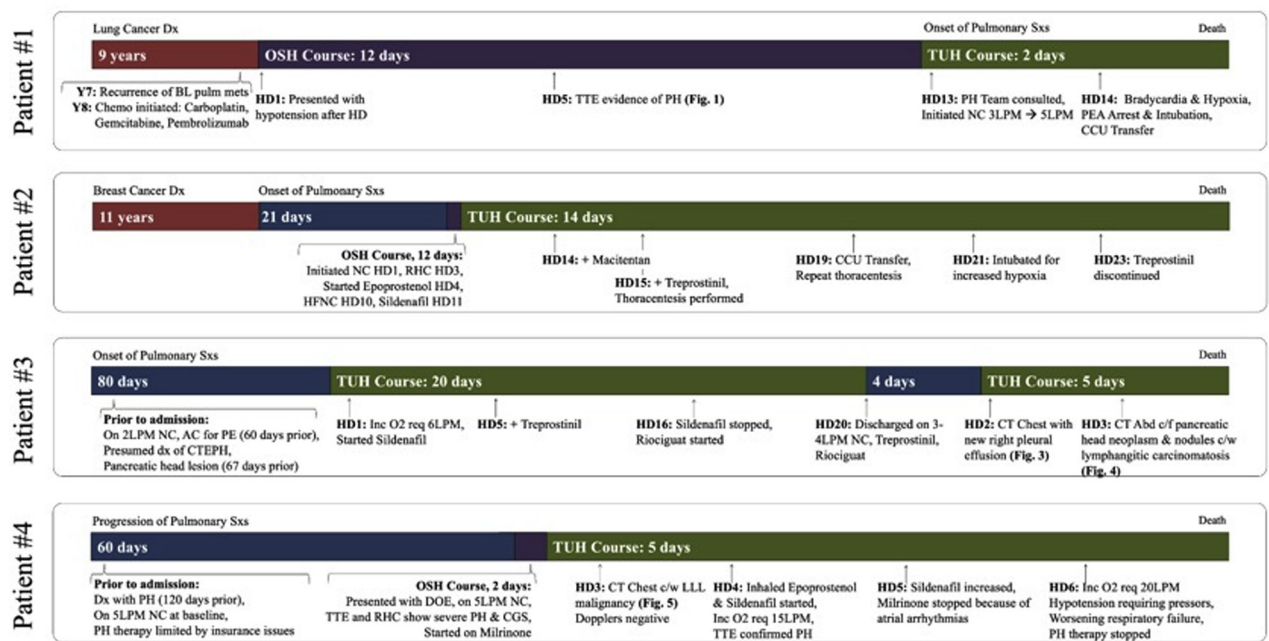 Patient #1
Lung Cancer Dx
Onset of Pulmonary Sxs
Death
9 years
OSH Course: 12 days
TUH Course: 2 days
Y7: Recurrence of BL pulm mets
Y8: Chemo initiated: Carboplatin,
Gemcitabine, Pembrolizumab
HD1: Presented with
hypotension after HD
HD5: TTE evidence of PH (Fig. 1)
HD13: PH Team consulted,
Initiated NC 3LPM → 5LPM
HD14: Bradycardia & Hypoxia,
PEA Arrest & Intubation,
CCU Transfer
Patient #2
Breast Cancer Dx
Onset of Pulmonary Sxs
Death
11 years
21 days
TUH Course: 14 days
OSH Course, 12 days:
Initiated NC HD1, RHC HD3,
Started Epoprostenol HD4,
HFNC HD10, Sildenafil HD11
HD14: + Macitentan
HD15: + Treprostinil,
Thoracentesis performed
HD19: CCU Transfer,
Repeat thoracentesis
HD21: Intubated for
increased hypoxia
HD23: Treprostinil
discontinued
Patient #3
Onset of Pulmonary Sxs
Death
80 days
TUH Course: 20 days
4 days
TUH Course: 5 days
Prior to admission:
On 2LPM NC, AC for PE (60 days prior),
Presumed dx of CTEPH,
Pancreatic head lesion (67 days prior)
HD1: Inc O2 req 6LPM,
Started Sildenafil
HD5: + Treprostinil
HD16: Sildenafil stopped,
Riociguat started
HD20: Discharged on 3-
4LPM NC, Treprostinil,
Riociguat
HD2: CT Chest with
new right pleural
effusion (Fig. 3)
HD3: CT Abd c/f pancreatic
head neoplasm & nodules c/w
lymphangitic carcinomatosis
(Fig. 4)
Patient #4
Progression of Pulmonary Sxs
Death
60 days
TUH Course: 5 days
Prior to admission:
Dx with PH (120 days prior),
On 5LPM NC at baseline,
PH therapy limited by insurance issues
OSH Course, 2 days:
Presented with DOE, on 5LPM NC,
TTE and RHC show severe PH & CGS,
Started on Milrinone
HD3: CT Chest c/w LLL
malignancy (Fig. 5)
Dopplers negative
HD4: Inhaled Epoprostenol
& Sildenafil started,
Inc O2 req 15LPM,
TTE confirmed PH
HD5: Sildenafil increased,
Milrinone stopped because of
atrial arrhythmias
HD6: Inc O2 req 20LPM
Hypotension requiring pressors,
Worsening respiratory failure,
PH therapy stopped